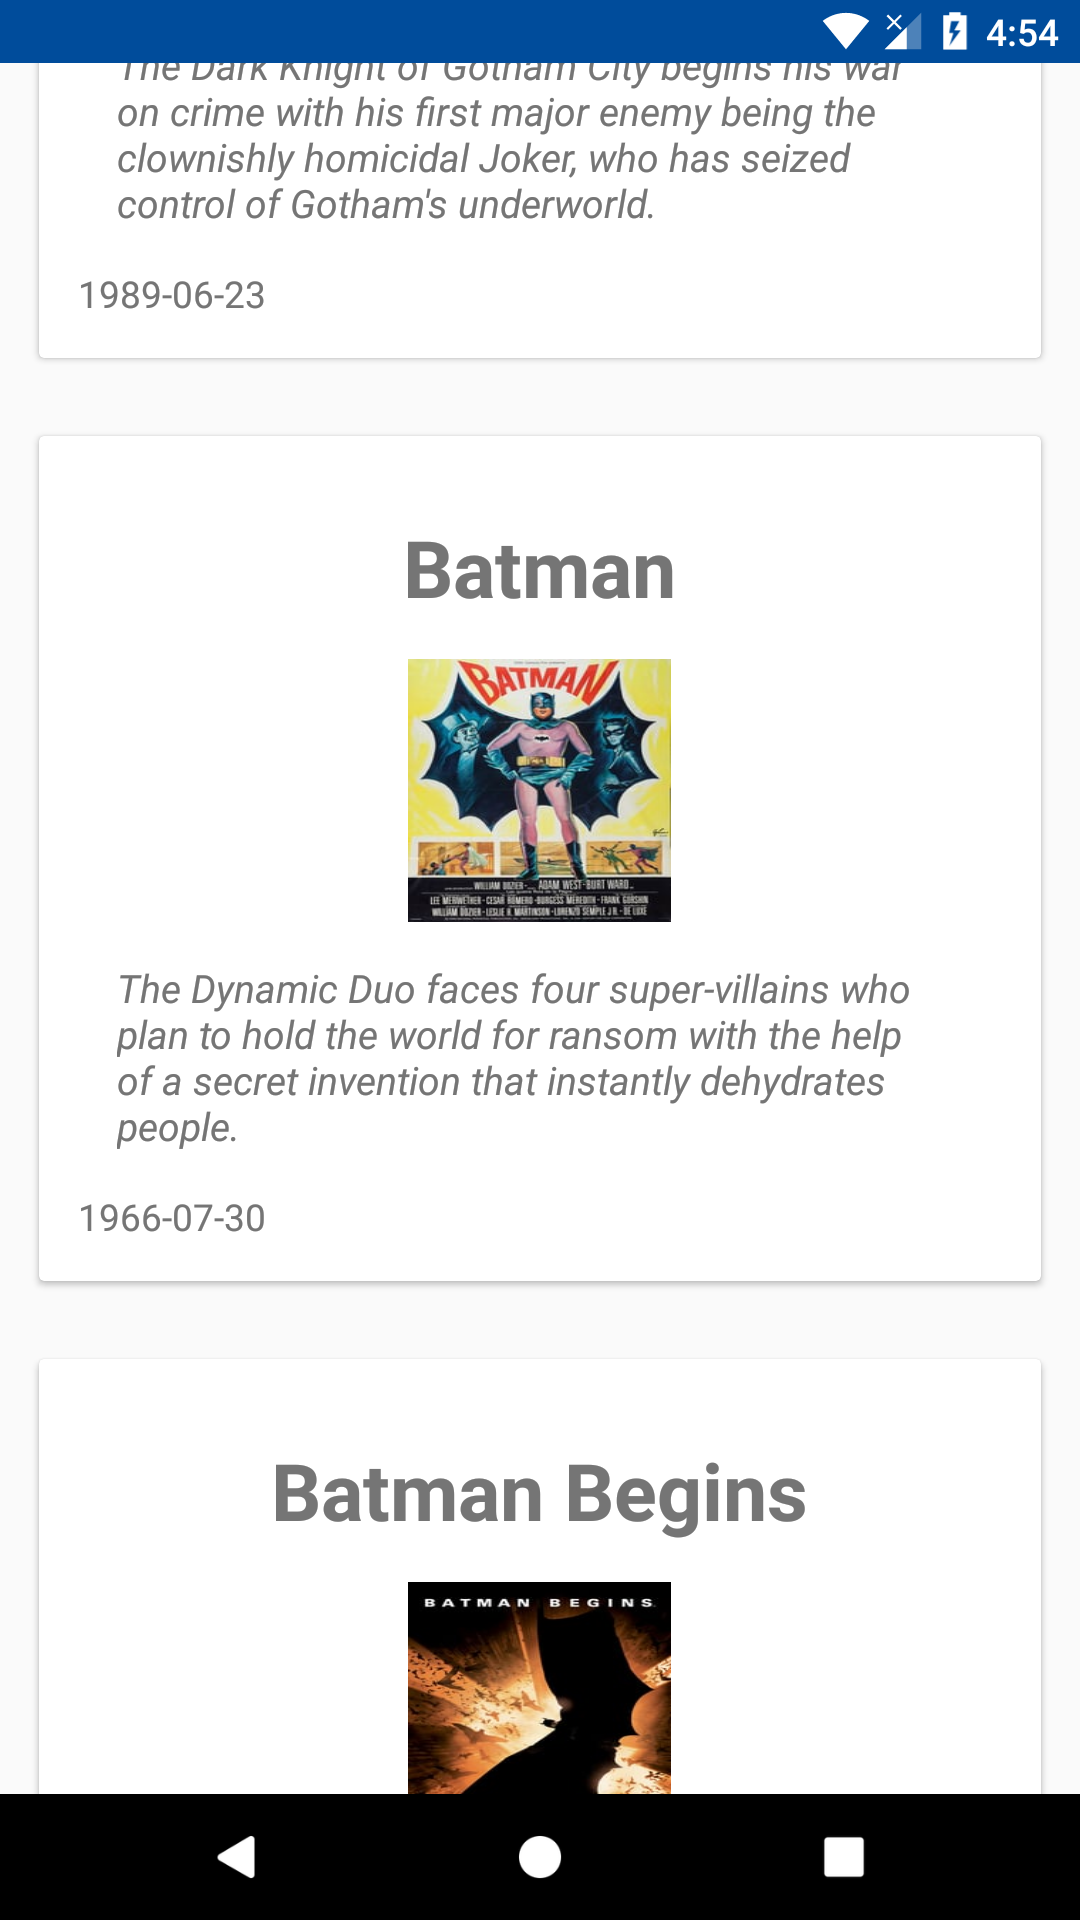 4:54
The Dark Knight of Gotham City begins his war
on crime with his first major enemy being the
clownishly homicidal Joker, who has seized
control of Gotham's underworld.
1989-06-23
Batman
BATMAN
WILLIAM DOZIER ADAM WEST · BURT WARD
LEE MERIWETHER · CESAR ROMERO · BURGESS MEREDITH · FRANK GORSHIN
WILLIAM DOZIER · LESLIE H. MARTINSON · LORENZO SEMPLE JR · DE LUXE
The Dynamic Duo faces four super-villains who
plan to hold the world for ransom with the help
of a secret invention that instantly dehydrates
people.
1966-07-30
Batman Begins
BATMAN BEGINS